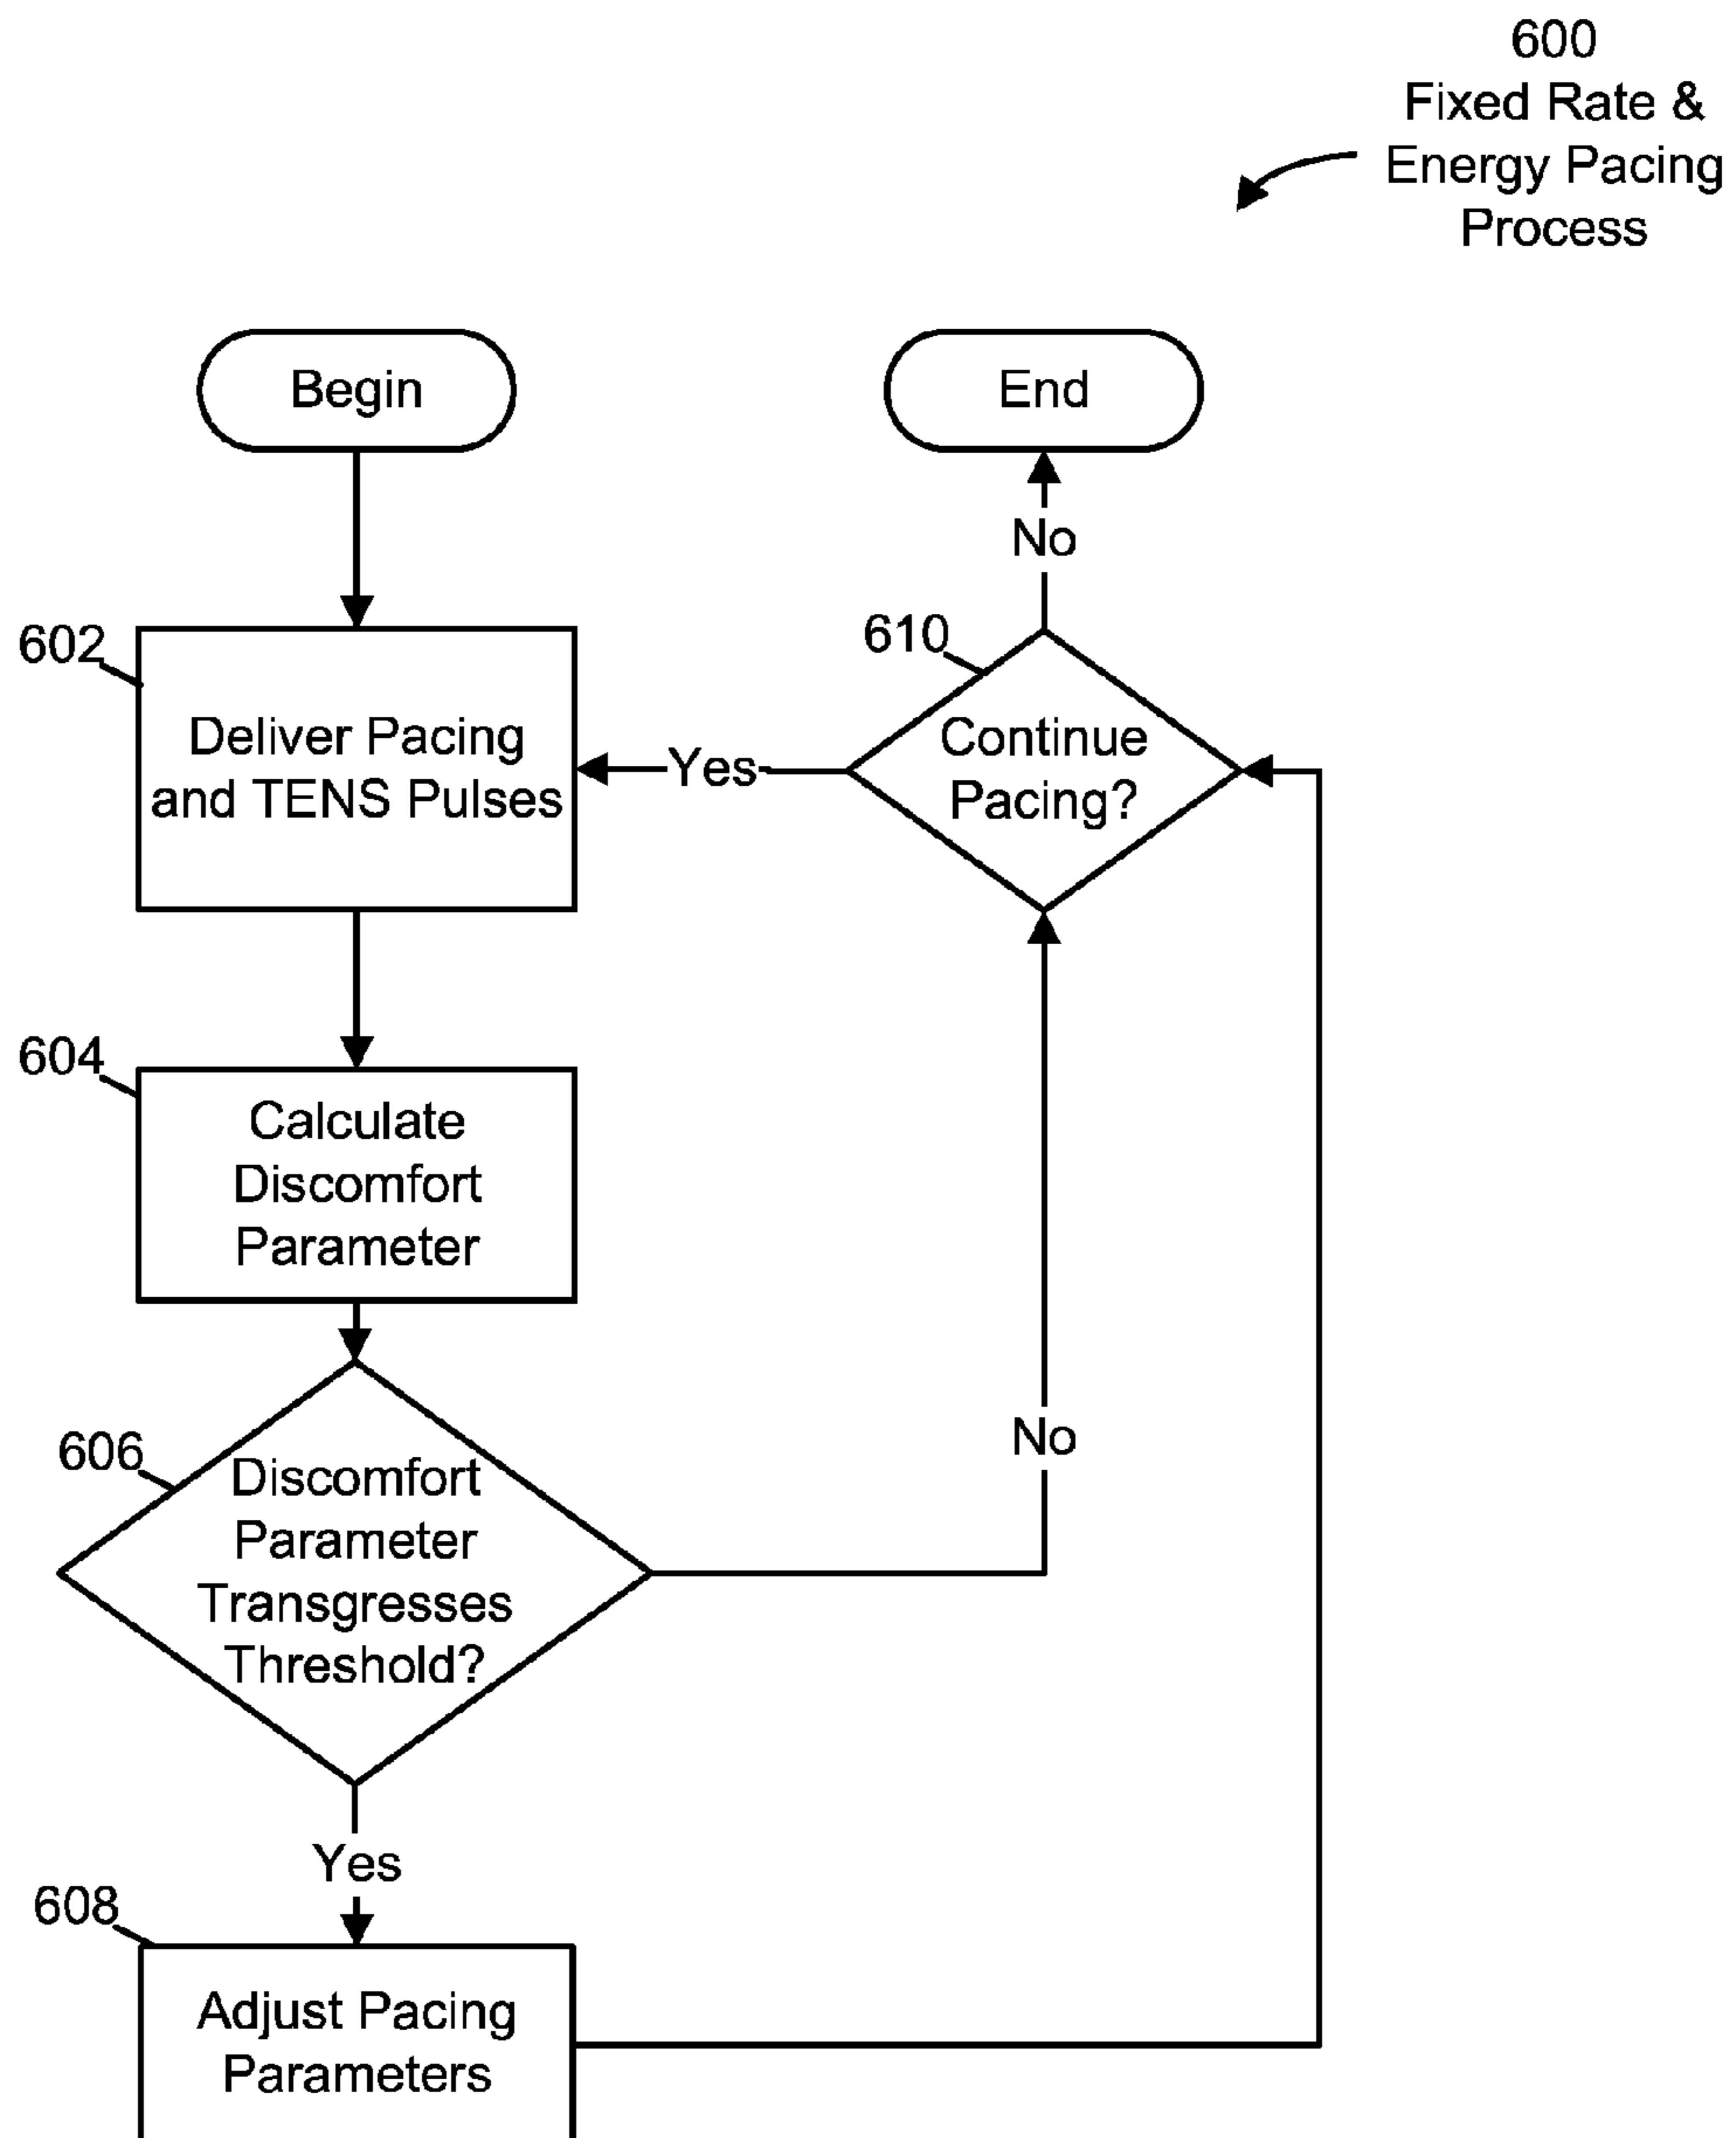 600
Fixed Rate &
Energy Pacing
Process
Begin
End
No
602
610
Deliver Pacing
and TENS Pulses
Yes
Continue
Pacing?
604
Calculate
Discomfort
Parameter
No
606
Discomfort
Parameter
Transgresses
Threshold?
Yes
608
Adjust Pacing
Parameters